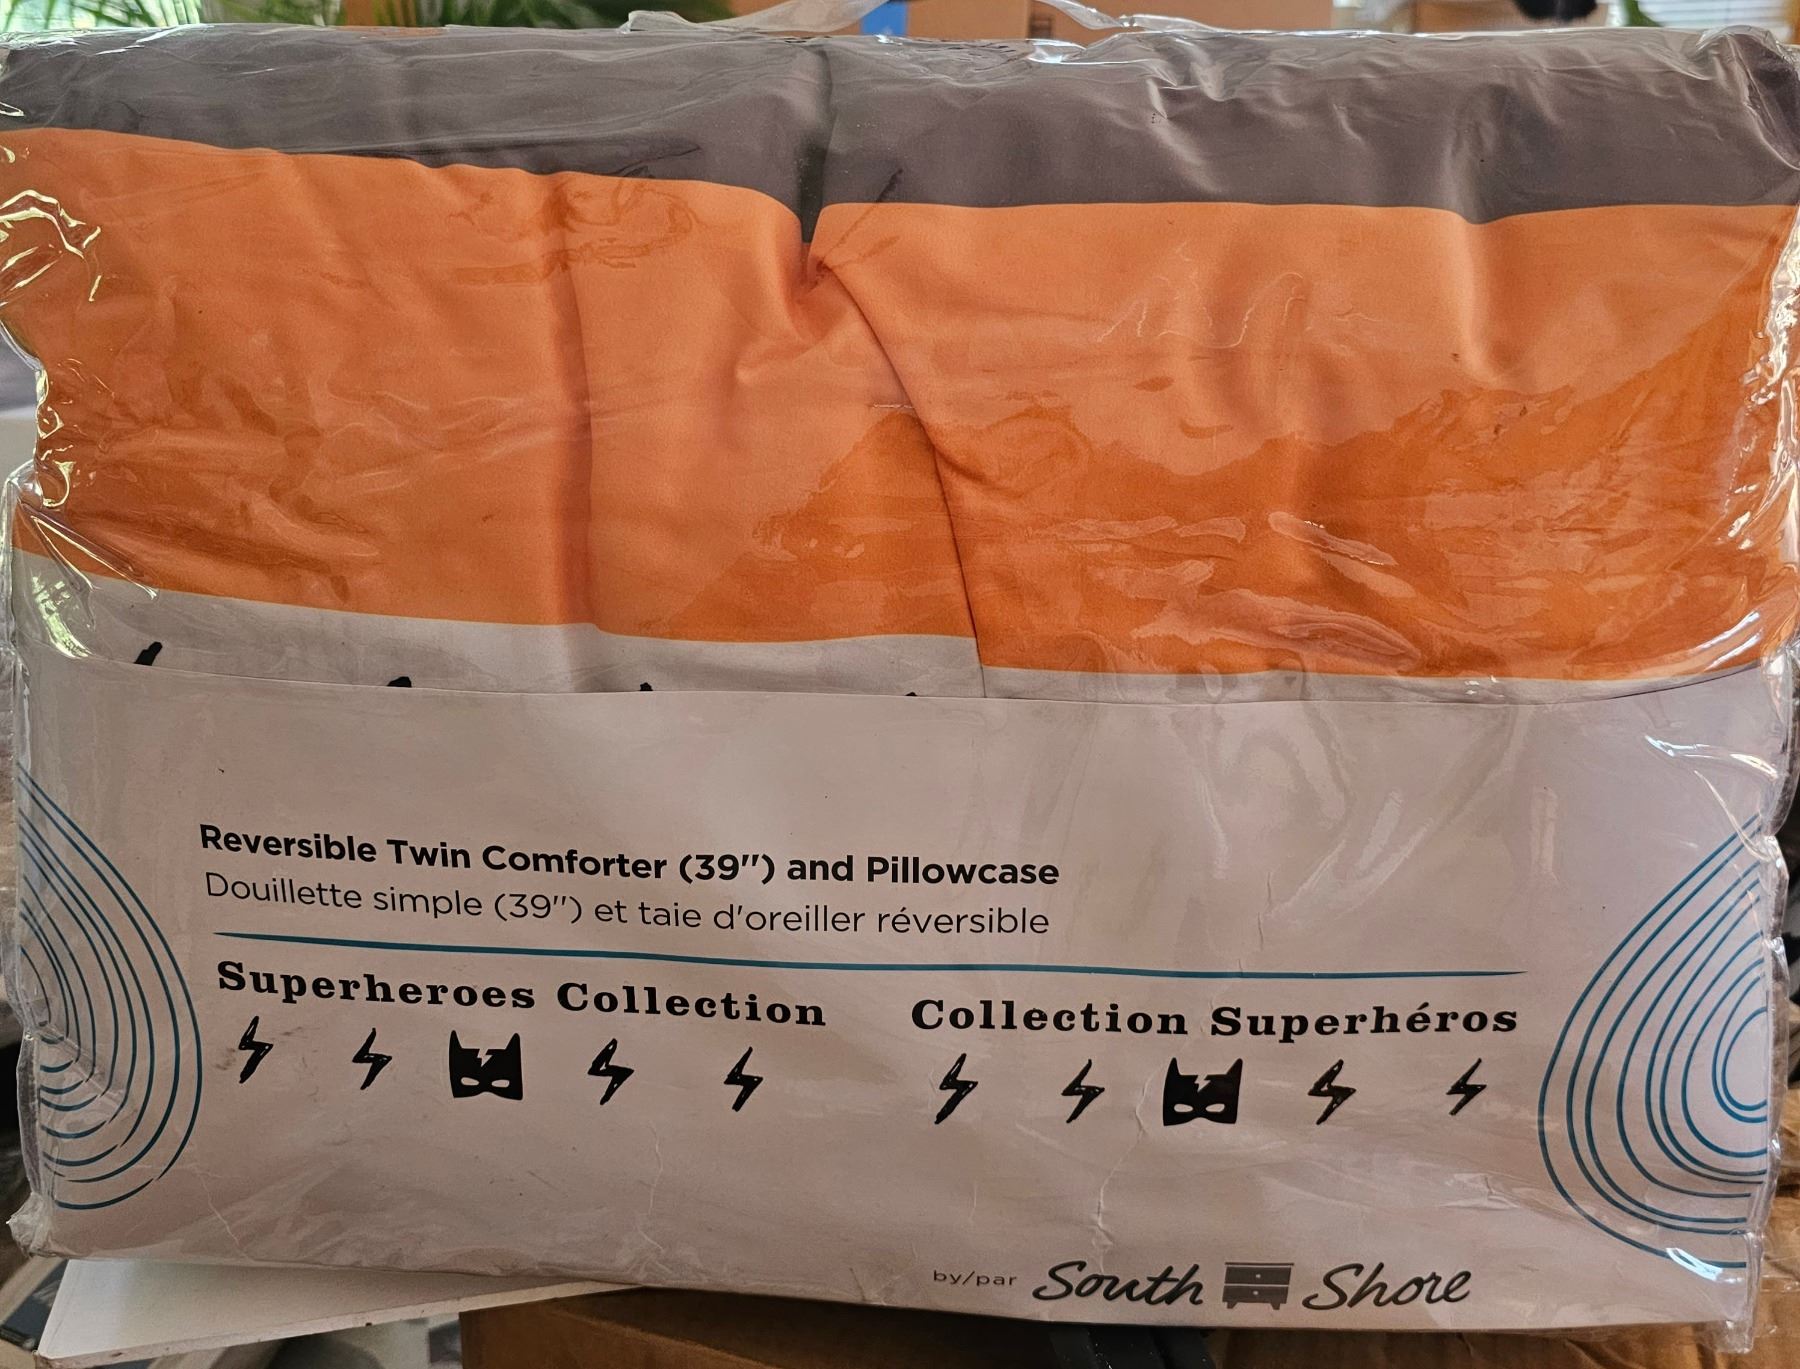 Reversible Twin Comforter (39") and Pillowcase
Douillette simple (39") et taie d'oreiller réversible
Superheroes Collection
Collection Superhéros
by/par South Shore